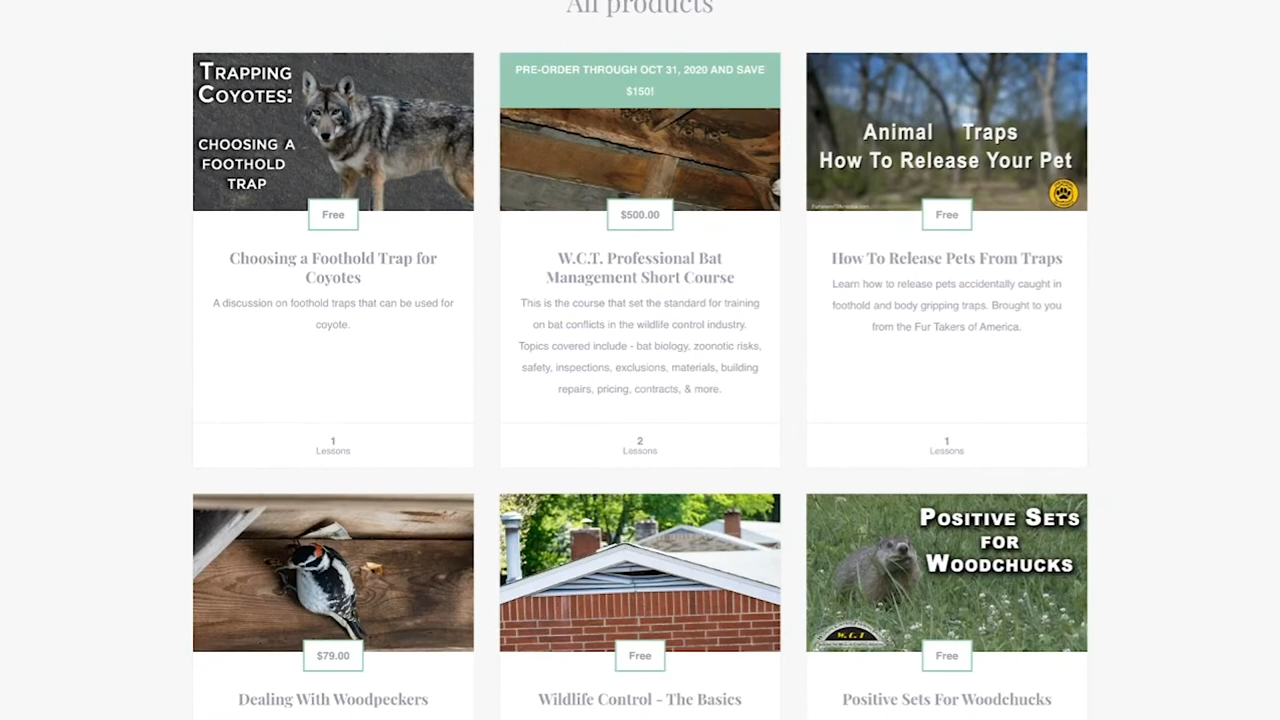 All products
TRAPPING
COYOTES:
CHOOSING A
FOOTHOLD
TRAP
Free
Choosing a Foothold Trap for
Coyotes
A discussion on foothold traps that can be used for
coyote.
1
Lessons
PRE-ORDER THROUGH OCT 31, 2020 AND SAVE
$150!
$500.00
W.C.T. Professional Bat
Management Short Course
This is the course that set the standard for training
on bat conflicts in the wildlife control industry.
Topics covered include - bat biology, zoonotic risks,
safety, inspections, exclusions, materials, building
repairs, pricing, contracts, & more.
2
Lessons
Animal Traps
How To Release Your Pet
Free
How To Release Pets From Traps
Learn how to release pets accidentally caught in
foothold and body gripping traps. Brought to you
from the Fur Takers of America.
1
Lessons
$79.00
Dealing With Woodpeckers
Free
Wildlife Control - The Basics
POSITIVE SETS
FOR
WOODCHUCKS
W.C.T
Free
Positive Sets For Woodchucks